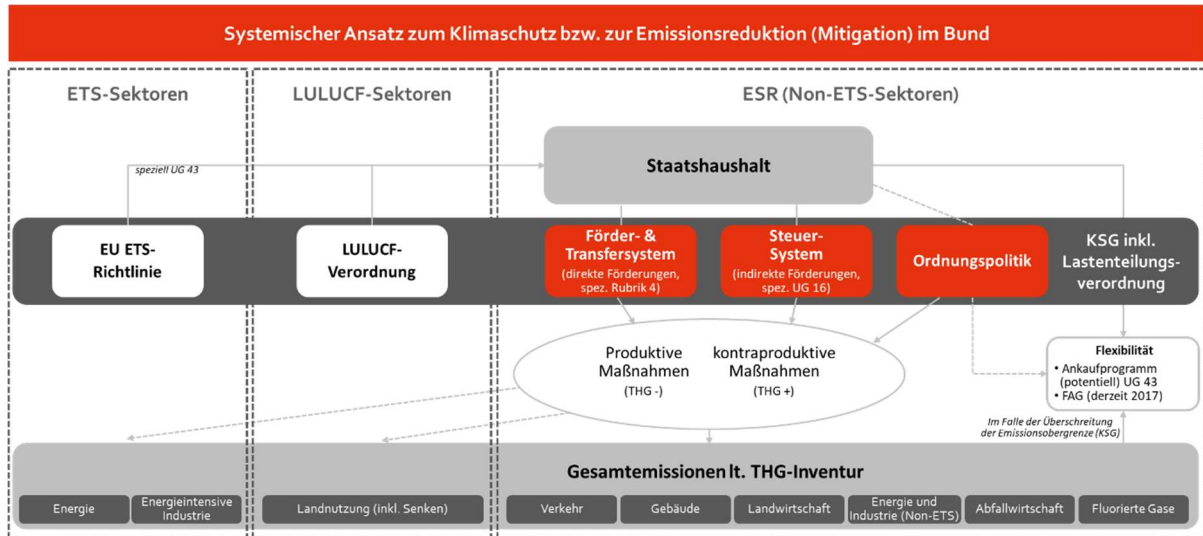 Systemischer Ansatz zum Klimaschutz bzw. zur Emissionsreduktion (Mitigation) im Bund
ETS-Sektoren
LULUCF-Sektoren
ESR (Non-ETS-Sektoren)
speziell UG 43
Staatshaushalt
EU ETS-
Richtlinie
LULUCF-
Verordnung
Förder- &
Transfersystem
(direkte Förderungen,
spez. Rubrik 4)
Steuer-
System
(indirekte Förderungen,
spez. UG 16)
Ordnungspolitik
KSG inkl.
Lastenteilungs-
verordnung
Produktive
Maßnahmen
(THG -)
kontraproduktive
Maßnahmen
(THG +)
Flexibilität
• Ankaufprogramm
(potentiell) UG 43
• FAG (derzeit 2017)
Im Falle der Überschreitung
der Emissionsobergrenze (KSG)
Gesamtemissionen lt. THG-Inventur
Energie
Energieintensive
Industrie
Landnutzung (inkl. Senken)
Verkehr
Gebäude
Landwirtschaft
Energie und
Industrie (Non-ETS)
Abfallwirtschaft
Fluorierte Gase